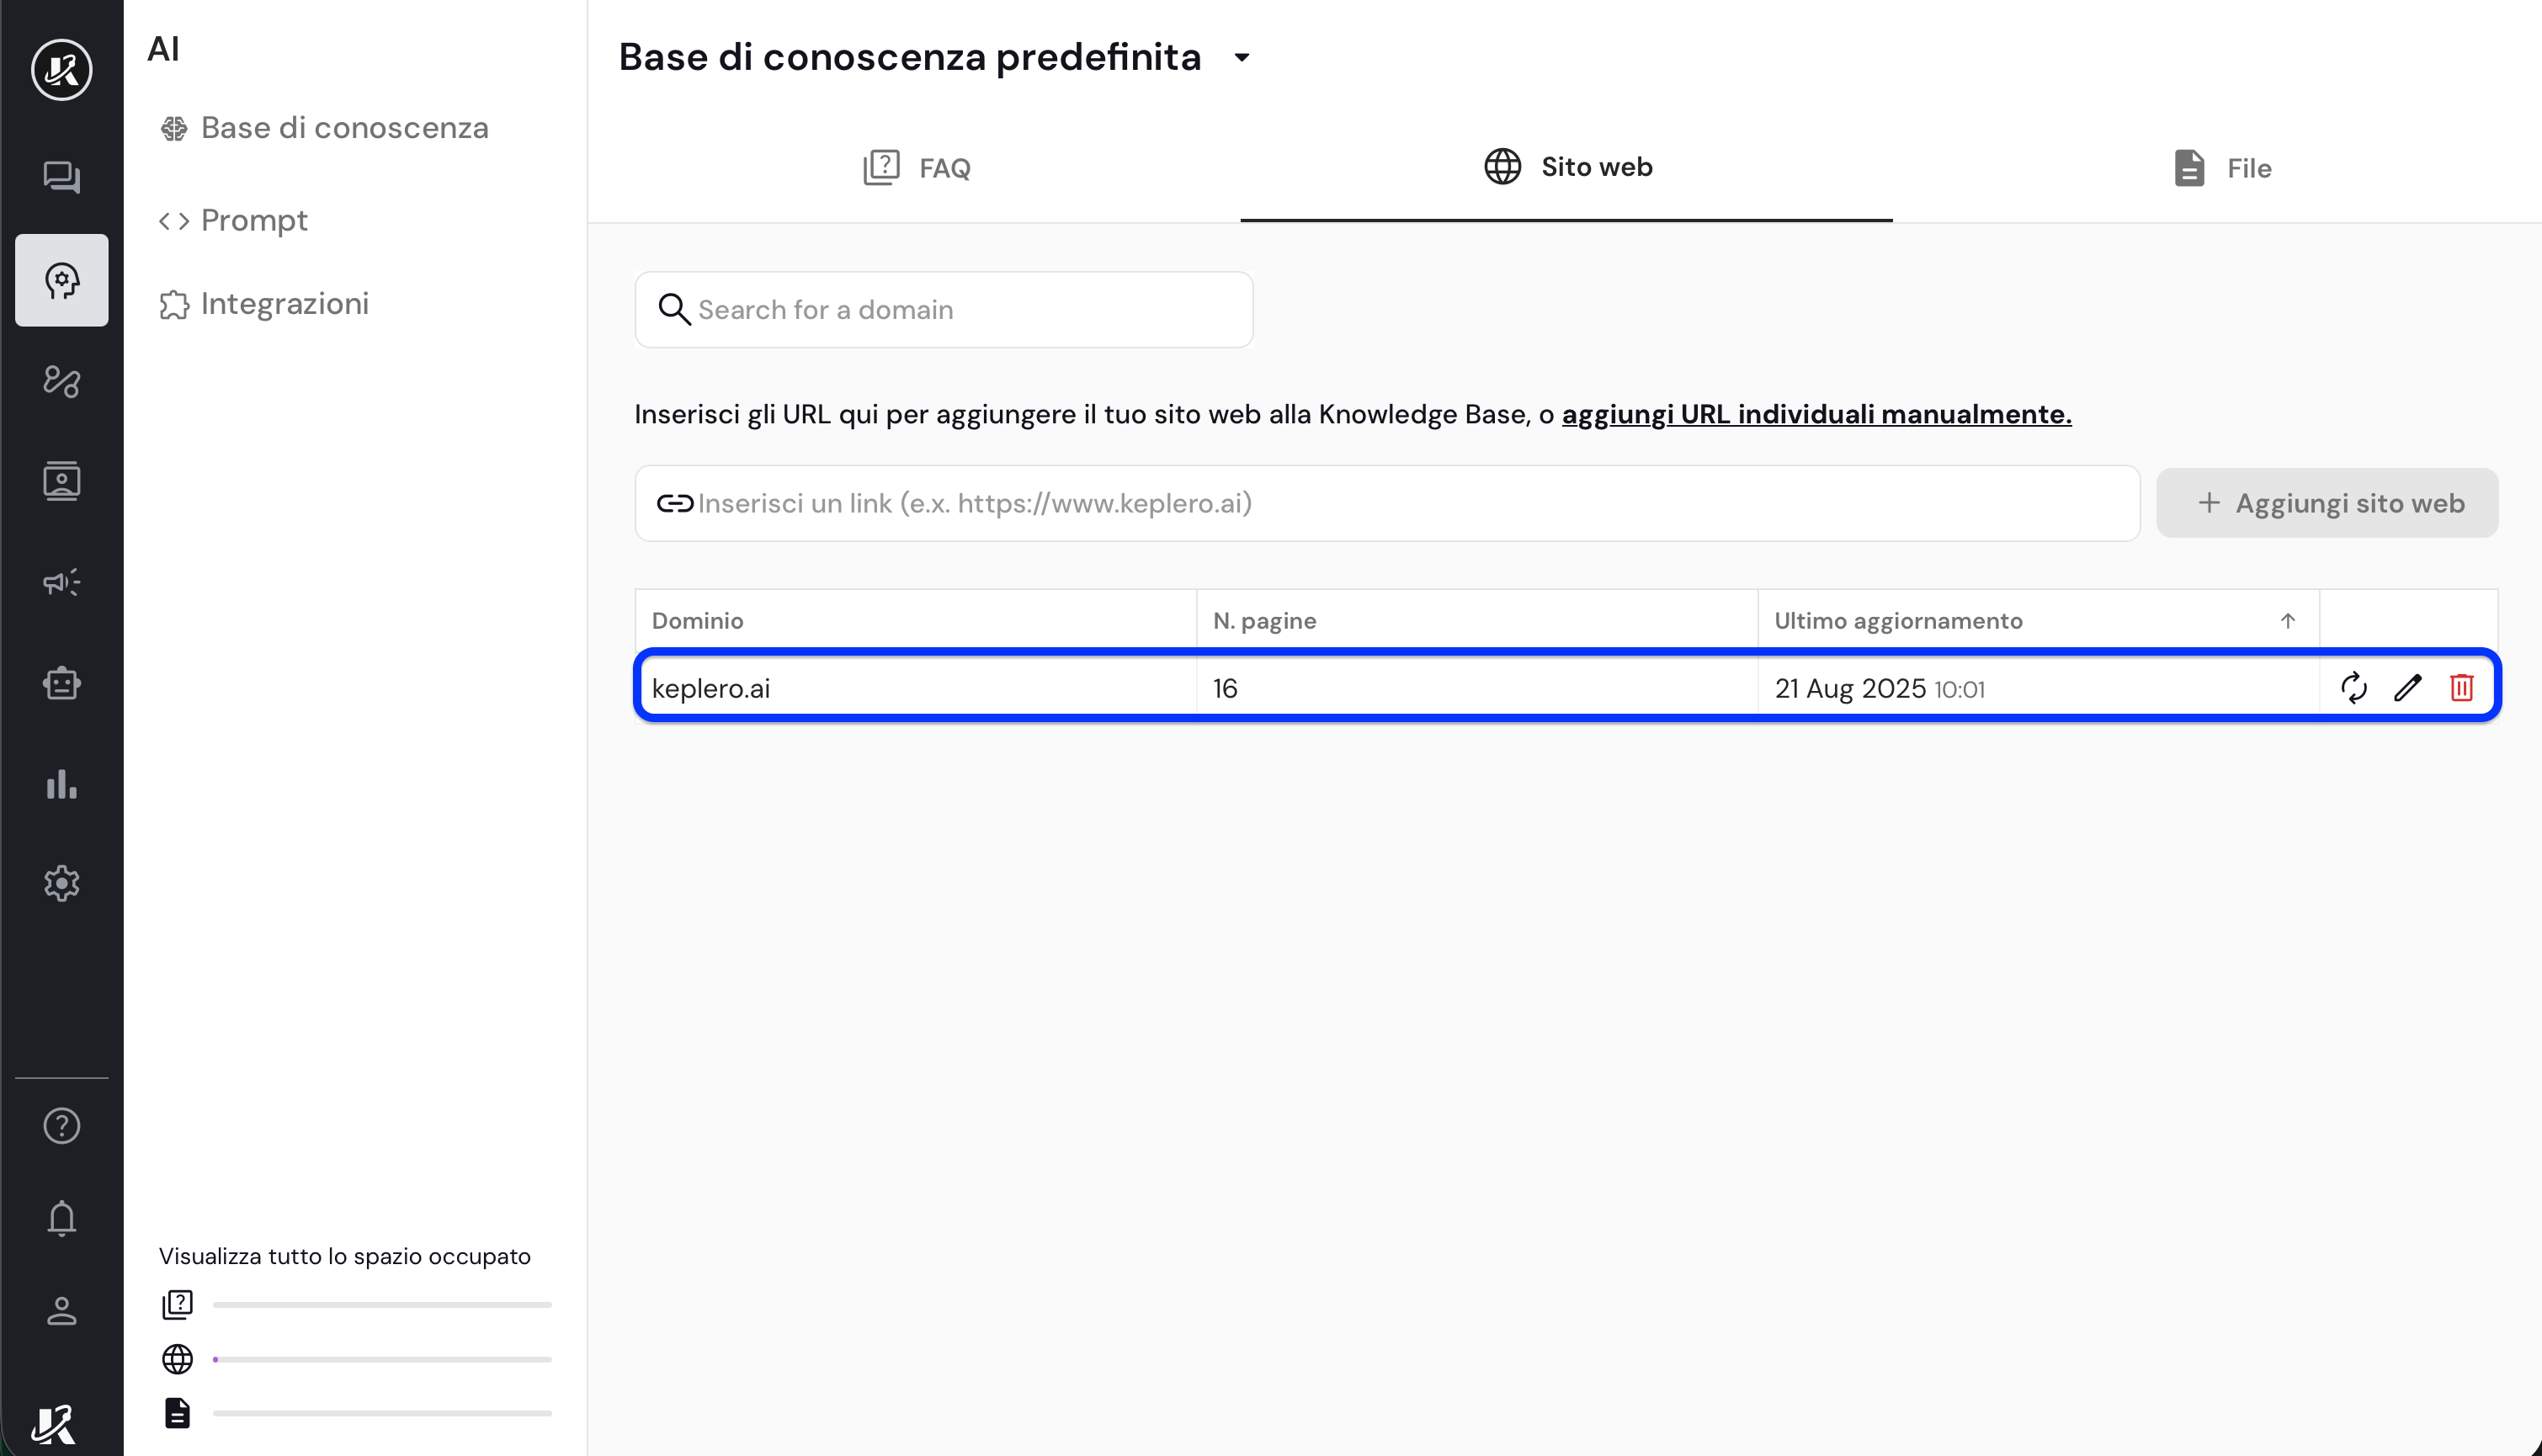 AI
Base di conoscenza
Prompt
Integrazioni
Visualizza tutto lo spazio occupato
Base di conoscenza predefinita
FAQ
Sito web
File
Search for a domain
Inserisci gli URL qui per aggiungere il tuo sito web alla Knowledge Base, o aggiungi URL individuali manualmente.
Inserisci un link (e.x. https://www.keplero.ai)
+ Aggiungi sito web
Dominio N. pagine Ultimo aggiornamento
keplero.ai 16 21 Aug 2025 10:01